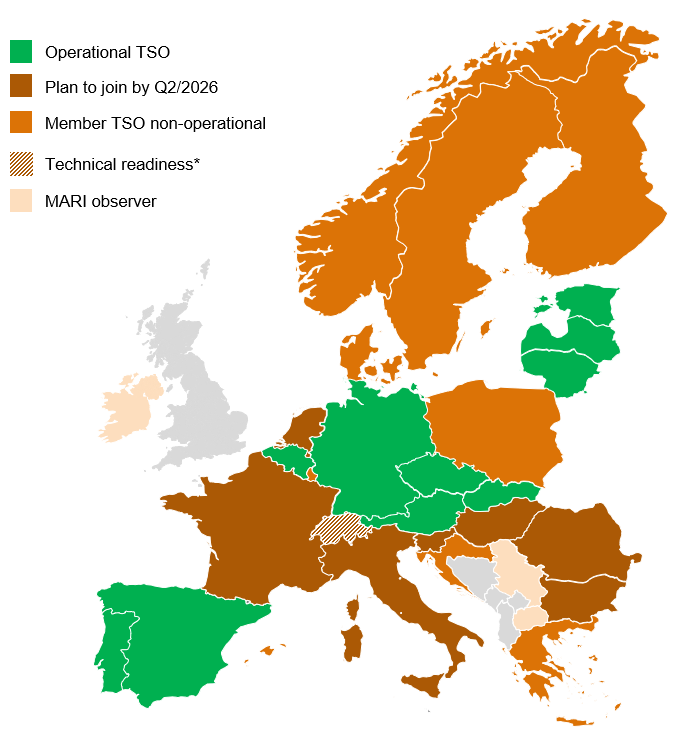 Operational TSO
Plan to join by Q2/2026
Member TSO non-operational
Technical readiness*
MARI observer